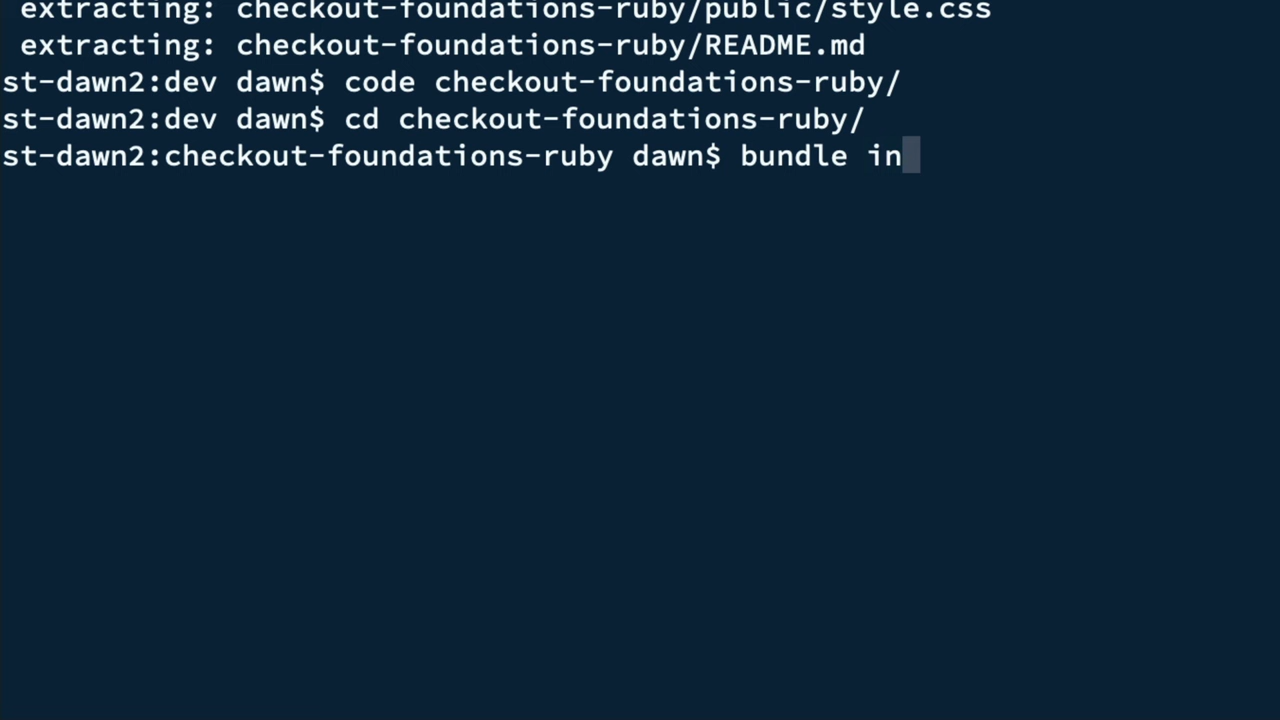 extracting: checkout-foundations-ruby/public/style.css
extracting: checkout-foundations-ruby/README.md
st-dawn2:dev dawn$ code checkout-foundations-ruby/
st-dawn2:dev dawn$ cd checkout-foundations-ruby/
st-dawn2:checkout-foundations-ruby dawn$ bundle in